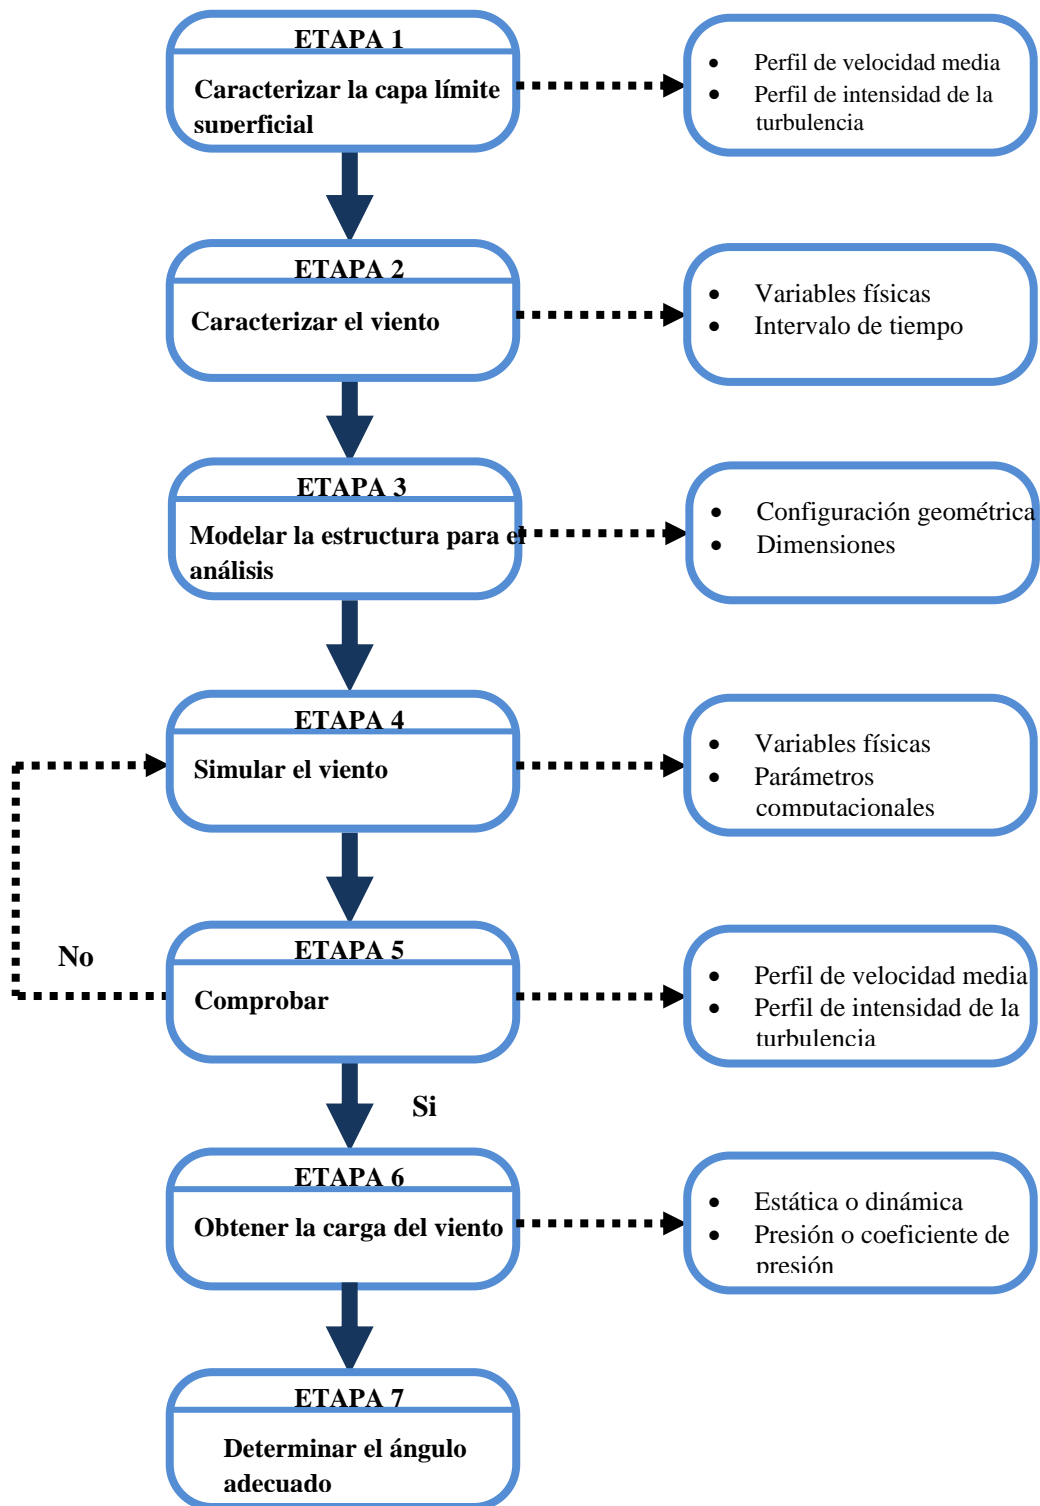 ETAPA 1
Caracterizar la capa límite
superficial
• Perfil de velocidad media
• Perfil de intensidad de la
turbulencia
ETAPA 2
Caracterizar el viento
• Variables físicas
• Intervalo de tiempo
ETAPA 3
Modelar la estructura para el
análisis
• Configuración geométrica
• Dimensiones
ETAPA 4
Simular el viento
• Variables físicas
• Parámetros
computacionales
No
ETAPA 5
Comprobar
• Perfil de velocidad media
• Perfil de intensidad de la
turbulencia
Si
ETAPA 6
Obtener la carga del viento
• Estática o dinámica
• Presión o coeficiente de
presión
ETAPA 7
Determinar el ángulo
adecuado